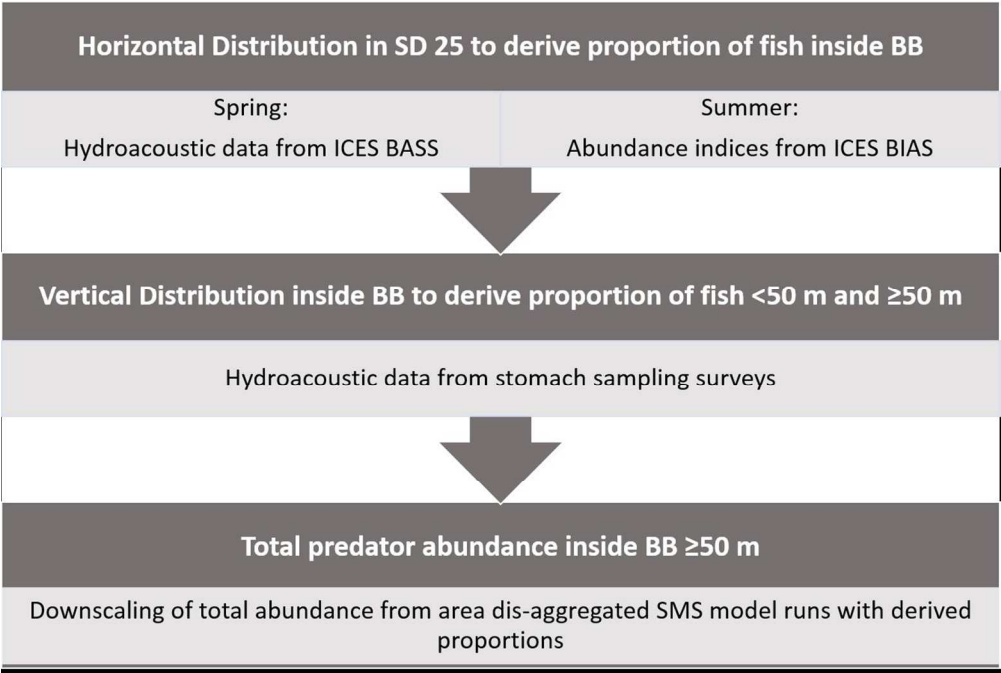 Horizontal Distribution in SD 25 to derive proportion of fish inside BB
Spring:
Hydroacoustic data from ICES BASS
Summer:
Abundance indices from ICES BIAS
Vertical Distribution inside BB to derive proportion of fish <50 m and ≥50 m
Hydroacoustic data from stomach sampling surveys
Total predator abundance inside BB ≥50 m
Downscaling of total abundance from area dis-aggregated SMS model runs with derived
proportions